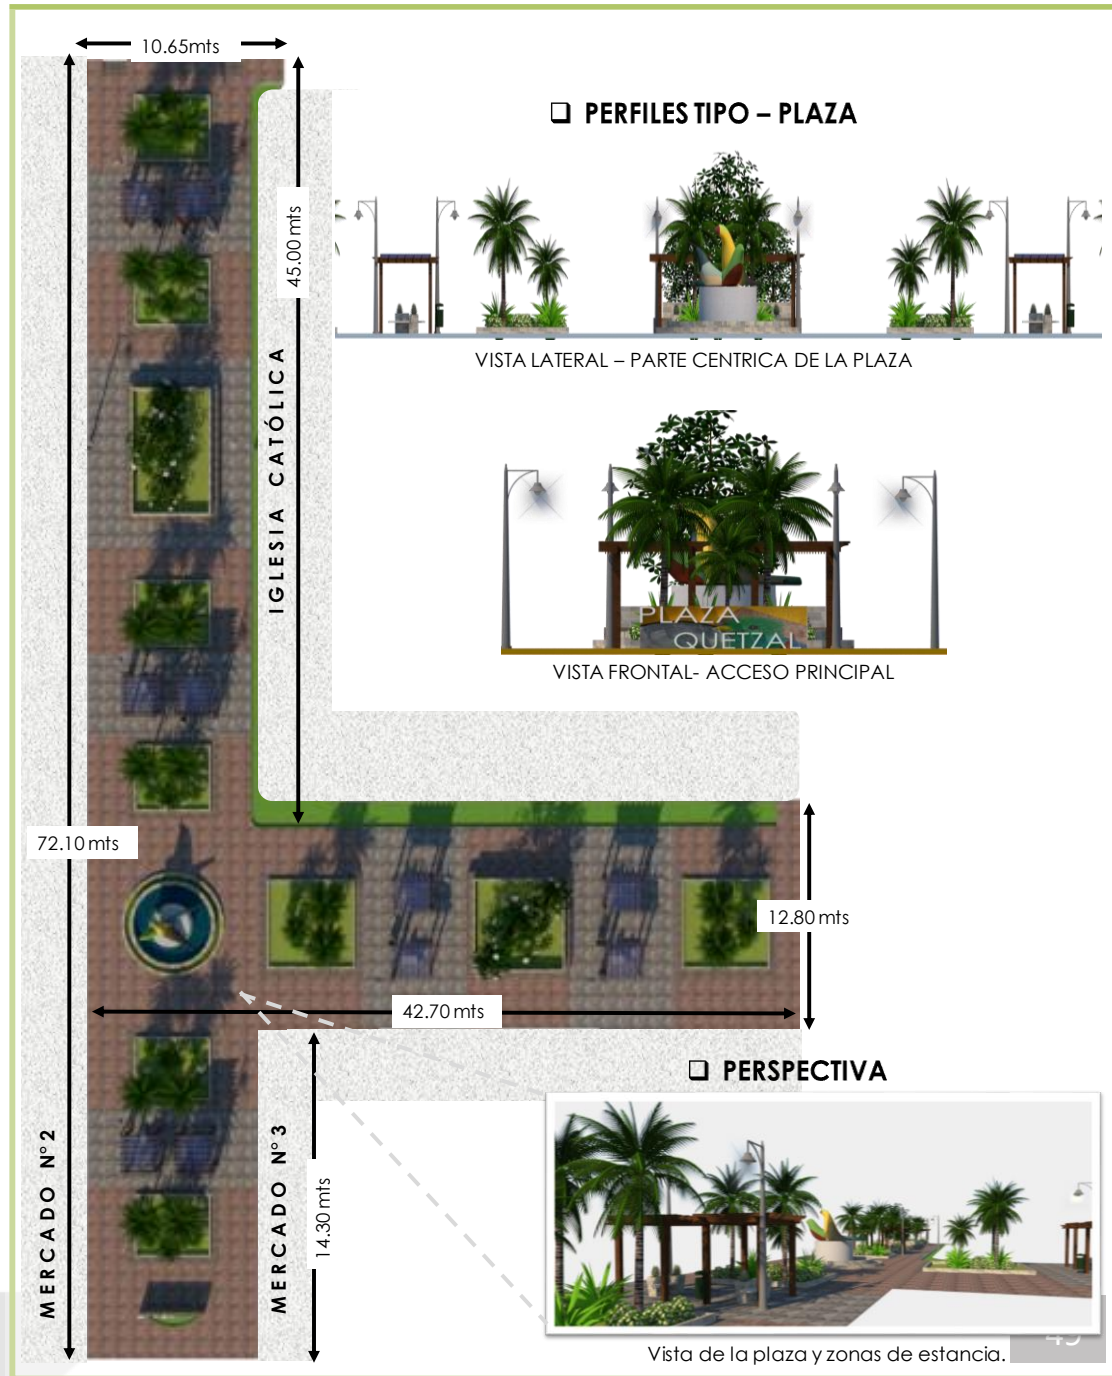 10.65mts
❑ PERFILES TIPO – PLAZA
45.00 mts
VISTA LATERAL – PARTE CENTRICA DE LA PLAZA
IGLESIA CATÓLICA
PLAZA
QUETZAL
VISTA FRONTAL- ACCESO PRINCIPAL
72.10 mts
12.80 mts
42.70 mts
❑ PERSPECTIVA
MERCADO N°2
MERCADO N°3
14.30 mts
49
Vista de la plaza y zonas de estancia.